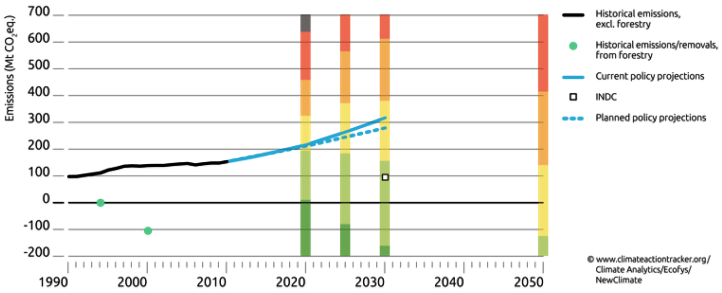 700
600
500
400
300
200
100
0
-100
-200
Emissions (Mt CO₂eq.)
1990
2000
2010
2020
2030
2040
2050
Historical emissions,
excl. forestry
Historical emissions/removals,
from forestry
Current policy projections
INDC
Planned policy projections
© www.climateactiontracker.org/
Climate Analytics/Ecofys/
NewClimate